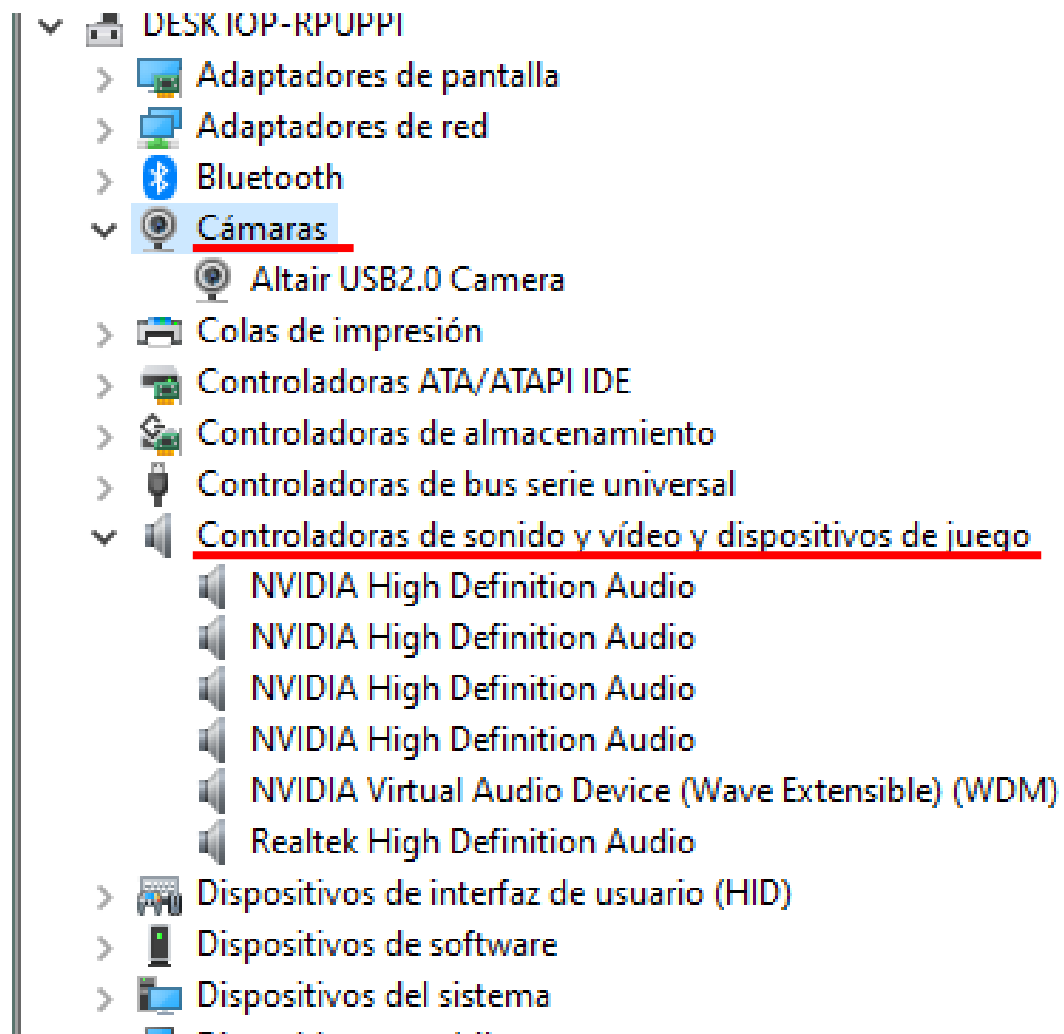 DESKTOP-RPUPPI
Adaptadores de pantalla
Adaptadores de red
Bluetooth
Cámaras
Altair USB2.0 Camera
Colas de impresión
Controladoras ATA/ATAPI IDE
Controladoras de almacenamiento
Controladoras de bus serie universal
Controladoras de sonido y vídeo y dispositivos de juego
NVIDIA High Definition Audio
NVIDIA High Definition Audio
NVIDIA High Definition Audio
NVIDIA High Definition Audio
NVIDIA Virtual Audio Device (Wave Extensible) (WDM)
Realtek High Definition Audio
Dispositivos de interfaz de usuario (HID)
Dispositivos de software
Dispositivos del sistema